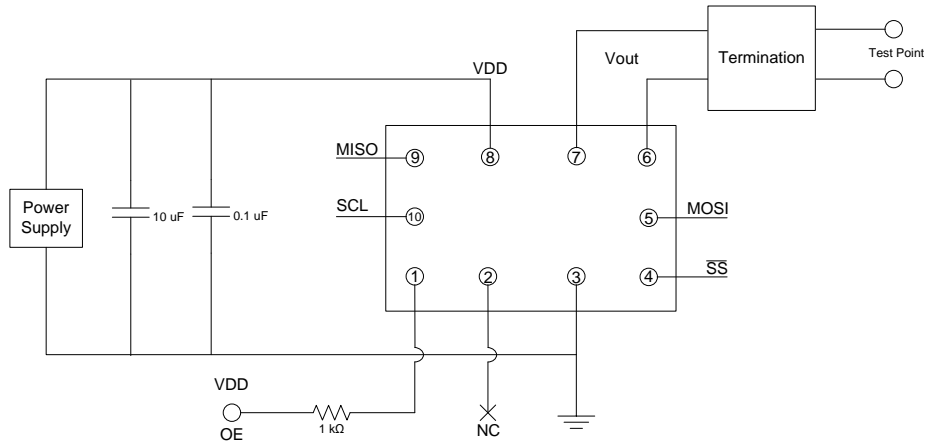 Vout
Termination
Test Point
VDD
MISO
9
8
7
6
Power
Supply
10 uF
0.1 uF
SCL
10
5
MOSI
1
2
3
4
SS
VDD
OE
1 kΩ
NC